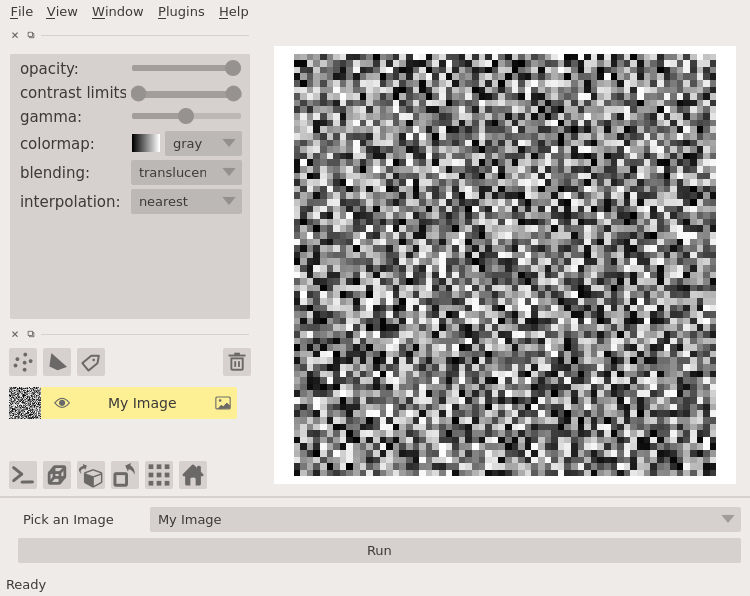 File View Window Plugins Help
opacity:
contrast limits
gamma:
colormap: gray
blending: translucen
interpolation: nearest
My Image
Pick an Image My Image
Run
Ready